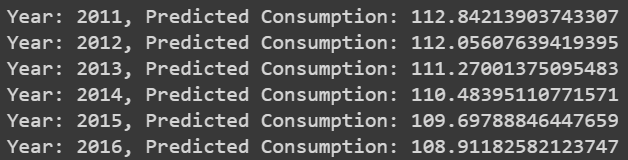 Year: 2011, Predicted Consumption: 112.84213903743307
Year: 2012, Predicted Consumption: 112.05607639419395
Year: 2013, Predicted Consumption: 111.27001375095483
Year: 2014, Predicted Consumption: 110.48395110771571
Year: 2015, Predicted Consumption: 109.69788846447659
Year: 2016, Predicted Consumption: 108.91182582123747